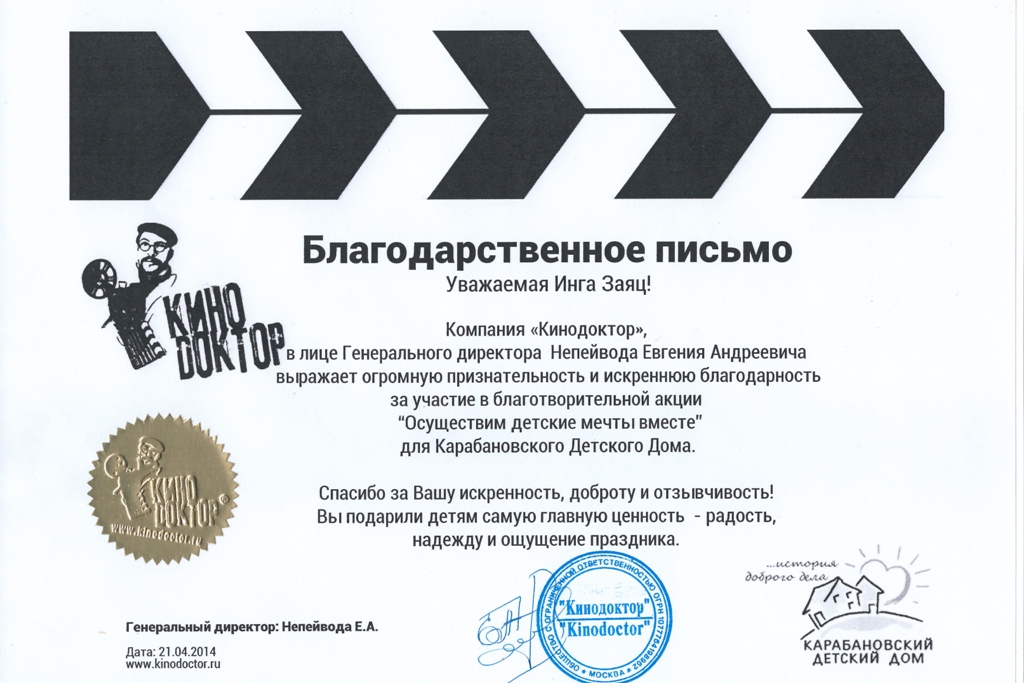 Благодарственное письмо
Уважаемая Инга Заяц!
КИНО
ДОКТОР
Компания «Кинодоктор»,
в лице Генерального директора Непейвода Евгения Андреевича
выражает огромную признательность и искреннюю благодарность
за участие в благотворительной акции
“Осуществим детские мечты вместе”
для Карабановского Детского Дома.
КИНО
ДОКТОР
www.kinodoctor.ru
Спасибо за Вашу искренность, доброту и отзывчивость!
Вы подарили детям самую главную ценность - радость,
надежду и ощущение праздника.
ОБЩЕСТВО С ОГРАНИЧЕННОЙ ОТВЕТСТВЕННОСТЬЮ ОГРН 1077764198962
"Кинодоктор"
"Kinodoctor"
* МОСКВА *
...история
доброго дела
КАРАБАНОВСКИЙ
ДЕТСКИЙ ДОМ
Генеральный директор: Непейвода Е.А.
Дата: 21.04.2014
www.kinodoctor.ru